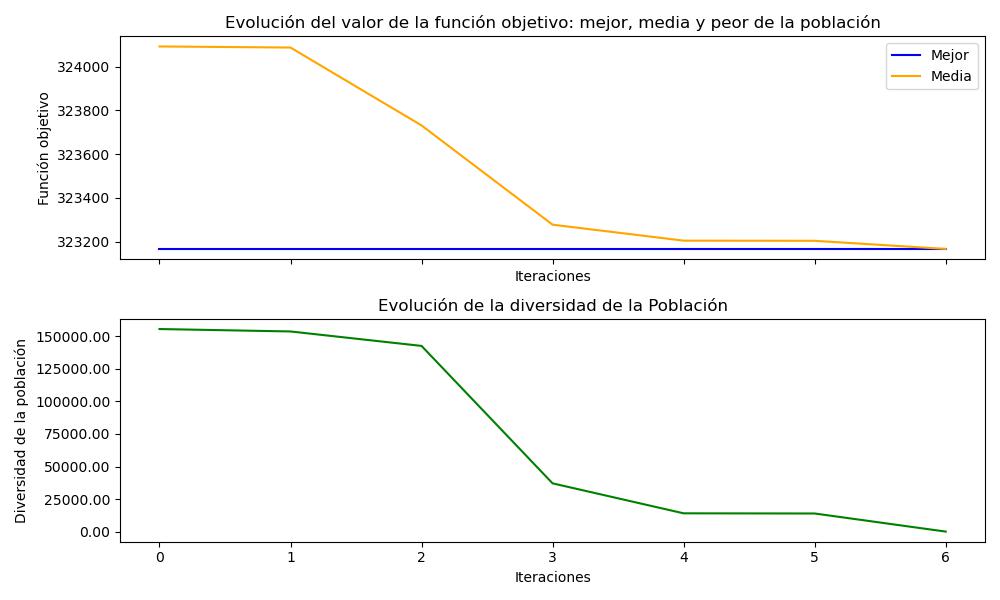 Evolución del valor de la función objetivo: mejor, media y peor de la población
Función objetivo
324000
323800
323600
323400
323200
Mejor
Media
Iteraciones
Evolución de la diversidad de la Población
Diversidad de la población
150000.00
125000.00
100000.00
75000.00
50000.00
25000.00
0.00
0 1 2 3 4 5 6
Iteraciones